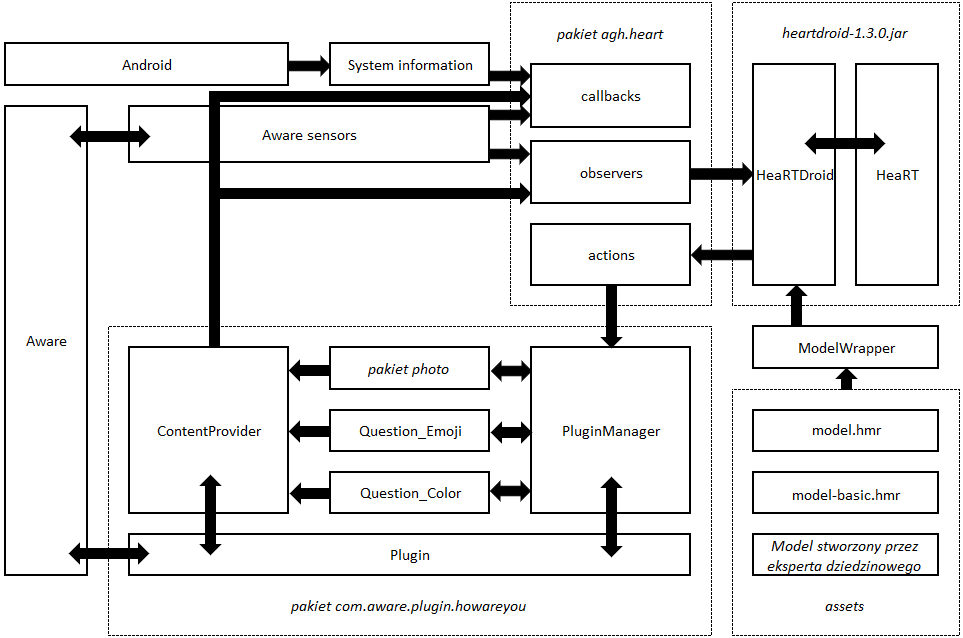 pakiet agh.heart
heartdroid-1.3.0.jar
Android
System information
callbacks
Aware sensors
observers
HeaRTDroid
HeaRT
actions
Aware
ModelWrapper
pakiet photo
ContentProvider
Question_Emoji
PluginManager
model.hmr
Question_Color
model-basic.hmr
Plugin
Model stworzony przez
eksperta dziedzinowego
pakiet com.aware.plugin.howareyou
assets